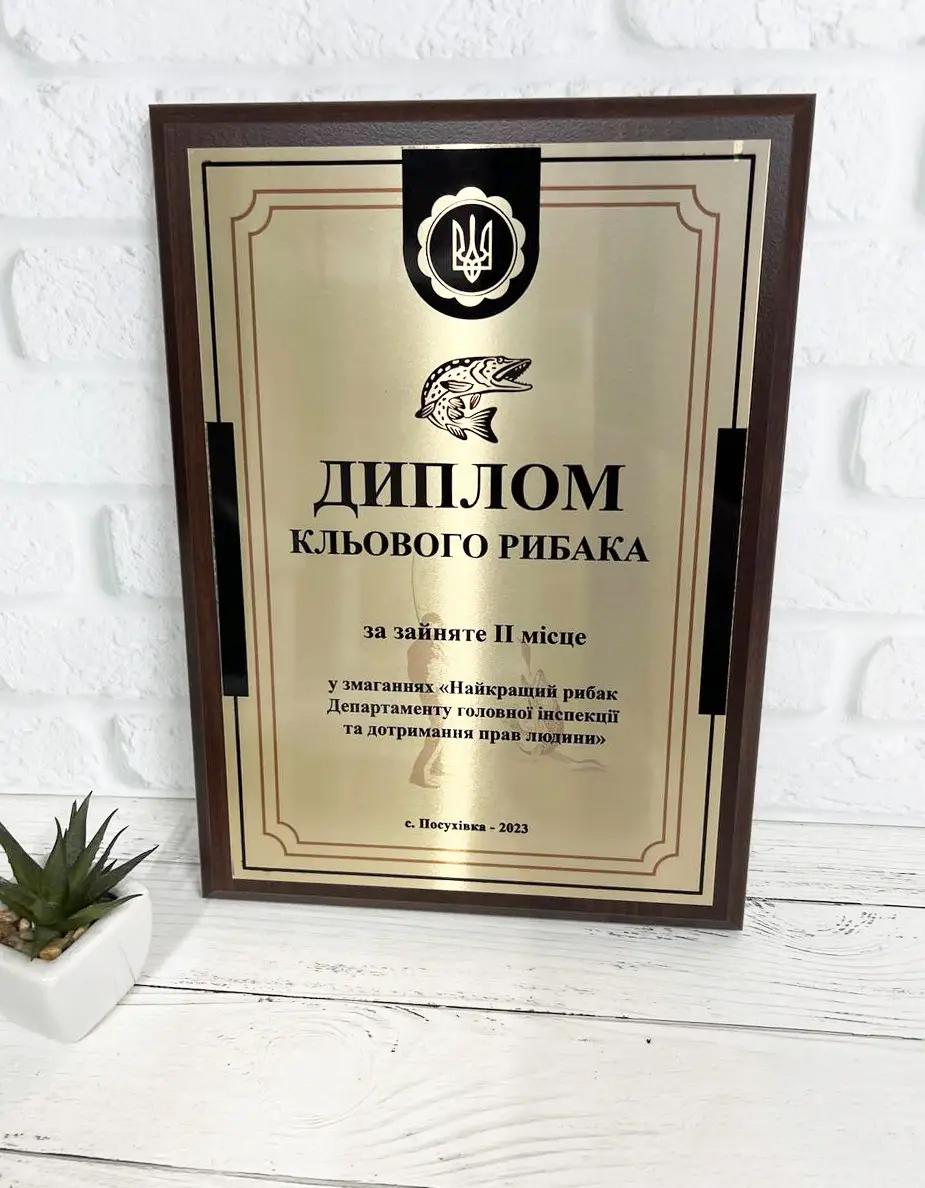 ДИПЛОМ
КЛЬОВОГО РИБАКА
за зайняте II місце
у змаганнях «Найкращий рибак
Департаменту головної інспекції
та дотримання прав людини»
с. Посухівка - 2023